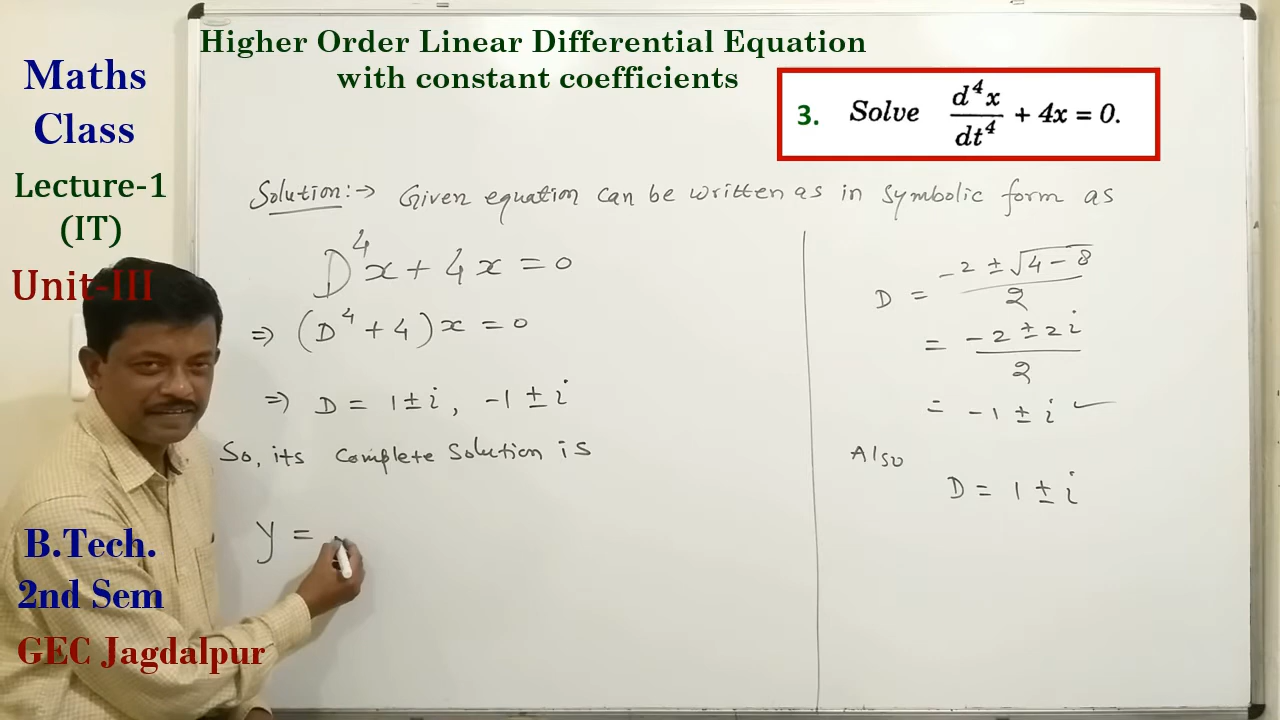 Higher Order Linear Differential Equation
with constant coefficients
Maths
Class
Lecture-1
(IT)
Unit-III
3. Solve d⁴x/dt⁴ + 4x = 0.
Solution:→ Given equation can be written as in symbolic form as
D⁴x + 4x = 0
⇒ (D⁴ + 4)x = 0
⇒ D = 1 ± i, -1 ± i
So, its Complete Solution is
y =
D = (-2 ± √(4 - 8))/2
= (-2 ± 2i)/2
= -1 ± i ✓
Also
D = 1 ± i
B.Tech.
2nd Sem
GEC Jagdalpur